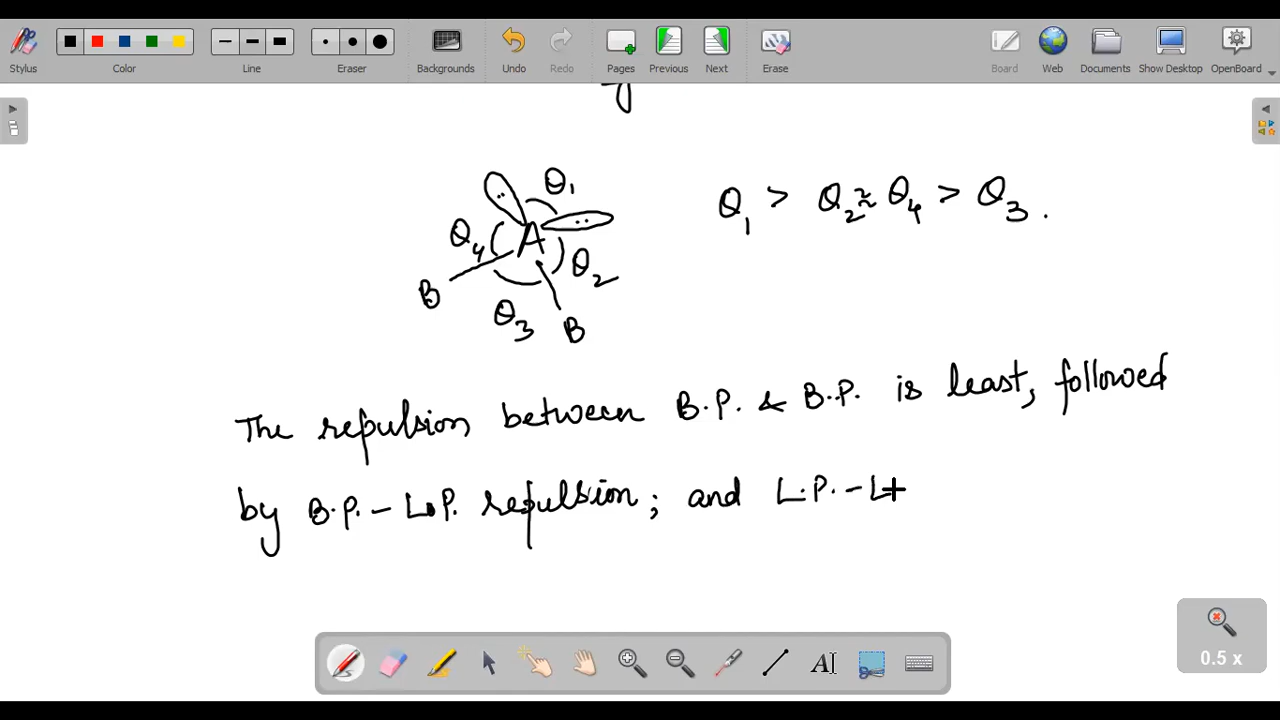 Stylus
Color
Line
Eraser
Backgrounds
Undo
Redo
Pages
Previous
Next
Erase
Board
Web
Documents
Show Desktop
OpenBoard
θ1
θ4 A θ2
B θ3 B
θ1 > θ2 ≈ θ4 > θ3 .
The repulsion between B.P. & B.P. is least, followed
by B.P. - L.P. repulsion; and L.P. - L
0.5 x